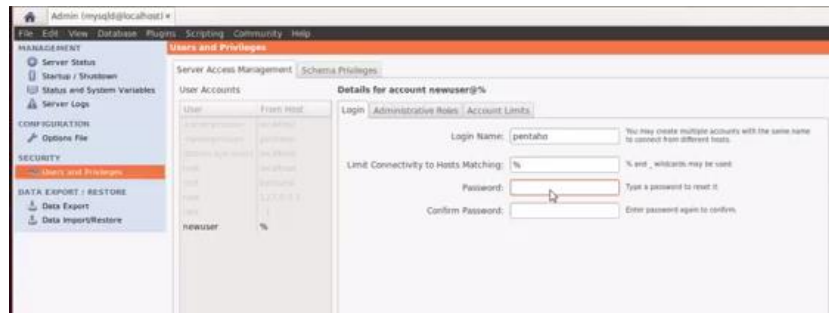 Admin (mysqld@localhost) ×
File Edit View Database Plugins Scripting Community Help
MANAGEMENT
Server Status
Startup / Shutdown
Status and System Variables
Server Logs
CONFIGURATION
Options File
SECURITY
Users and Privileges
DATA EXPORT / RESTORE
Data Export
Data Import/Restore
Users and Privileges
Server Access Management Schema Privileges
User Accounts
User From Host
newuser %
Details for account newuser@%
Login Administrative Roles Account Limits
Login Name: pentaho You may create multiple accounts with the same name
to connect from different hosts.
Limit Connectivity to Hosts Matching: % % and _ wildcards may be used
Password: Type a password to reset it.
Confirm Password: Enter password again to confirm.